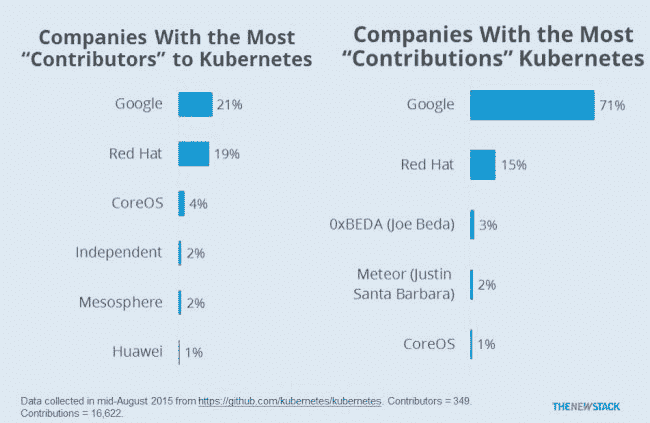 Companies With the Most
“Contributors” to Kubernetes
Google
21%
Red Hat
19%
CoreOS
4%
Independent
2%
Mesosphere
2%
Huawei
1%
Companies With the Most
“Contributions” Kubernetes
Google
71%
Red Hat
15%
0xBEDA (Joe Beda)
3%
Meteor (Justin
Santa Barbara)
2%
CoreOS
1%
Data collected in mid-August 2015 from https://github.com/kubernetes/kubernetes. Contributors = 349.
Contributions = 16,622.
THENEWSTACK